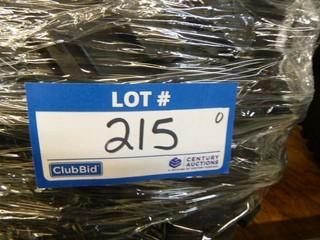 LOT #
215 0
ClubBid
CENTURY
AUCTIONS